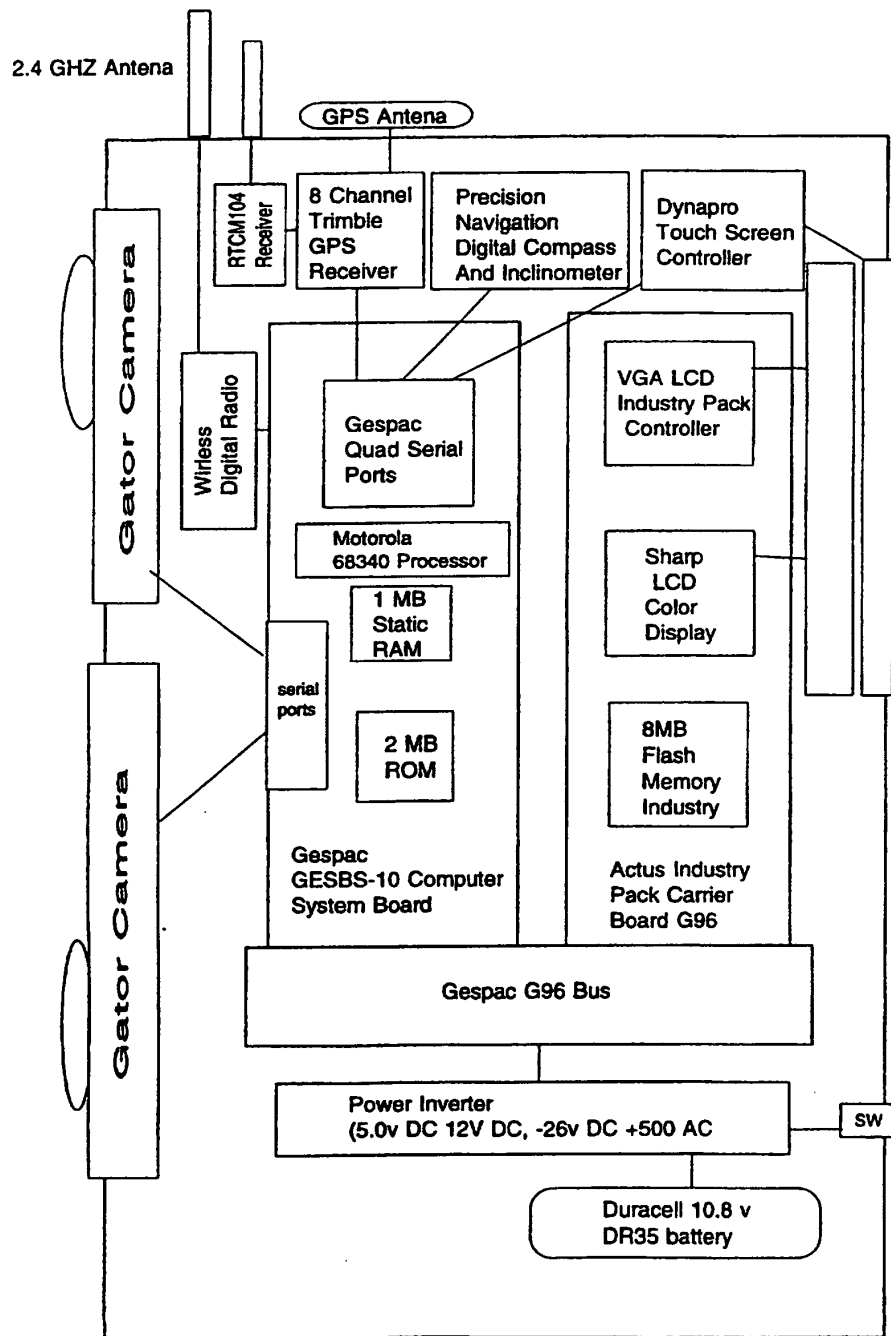 2.4 GHZ Antena
GPS Antena
RTCM104
Receiver
8 Channel
Trimble
GPS
Receiver
Precision
Navigation
Digital Compass
And Inclinometer
Dynapro
Touch Screen
Controller
Gator Camera
Wirless
Digital Radio
Gespac
Quad Serial
Ports
VGA LCD
Industry Pack
Controller
Motorola
68340 Processor
1 MB
Static
RAM
Sharp
LCD
Color
Display
serial
ports
2 MB
ROM
8MB
Flash
Memory
Industry
Gator Camera
Gespac
GESBS-10 Computer
System Board
Actus Industry
Pack Carrier
Board G96
Gespac G96 Bus
Power Inverter
(5.0v DC 12V DC, -26v DC +500 AC
SW
Duracell 10.8 v
DR35 battery